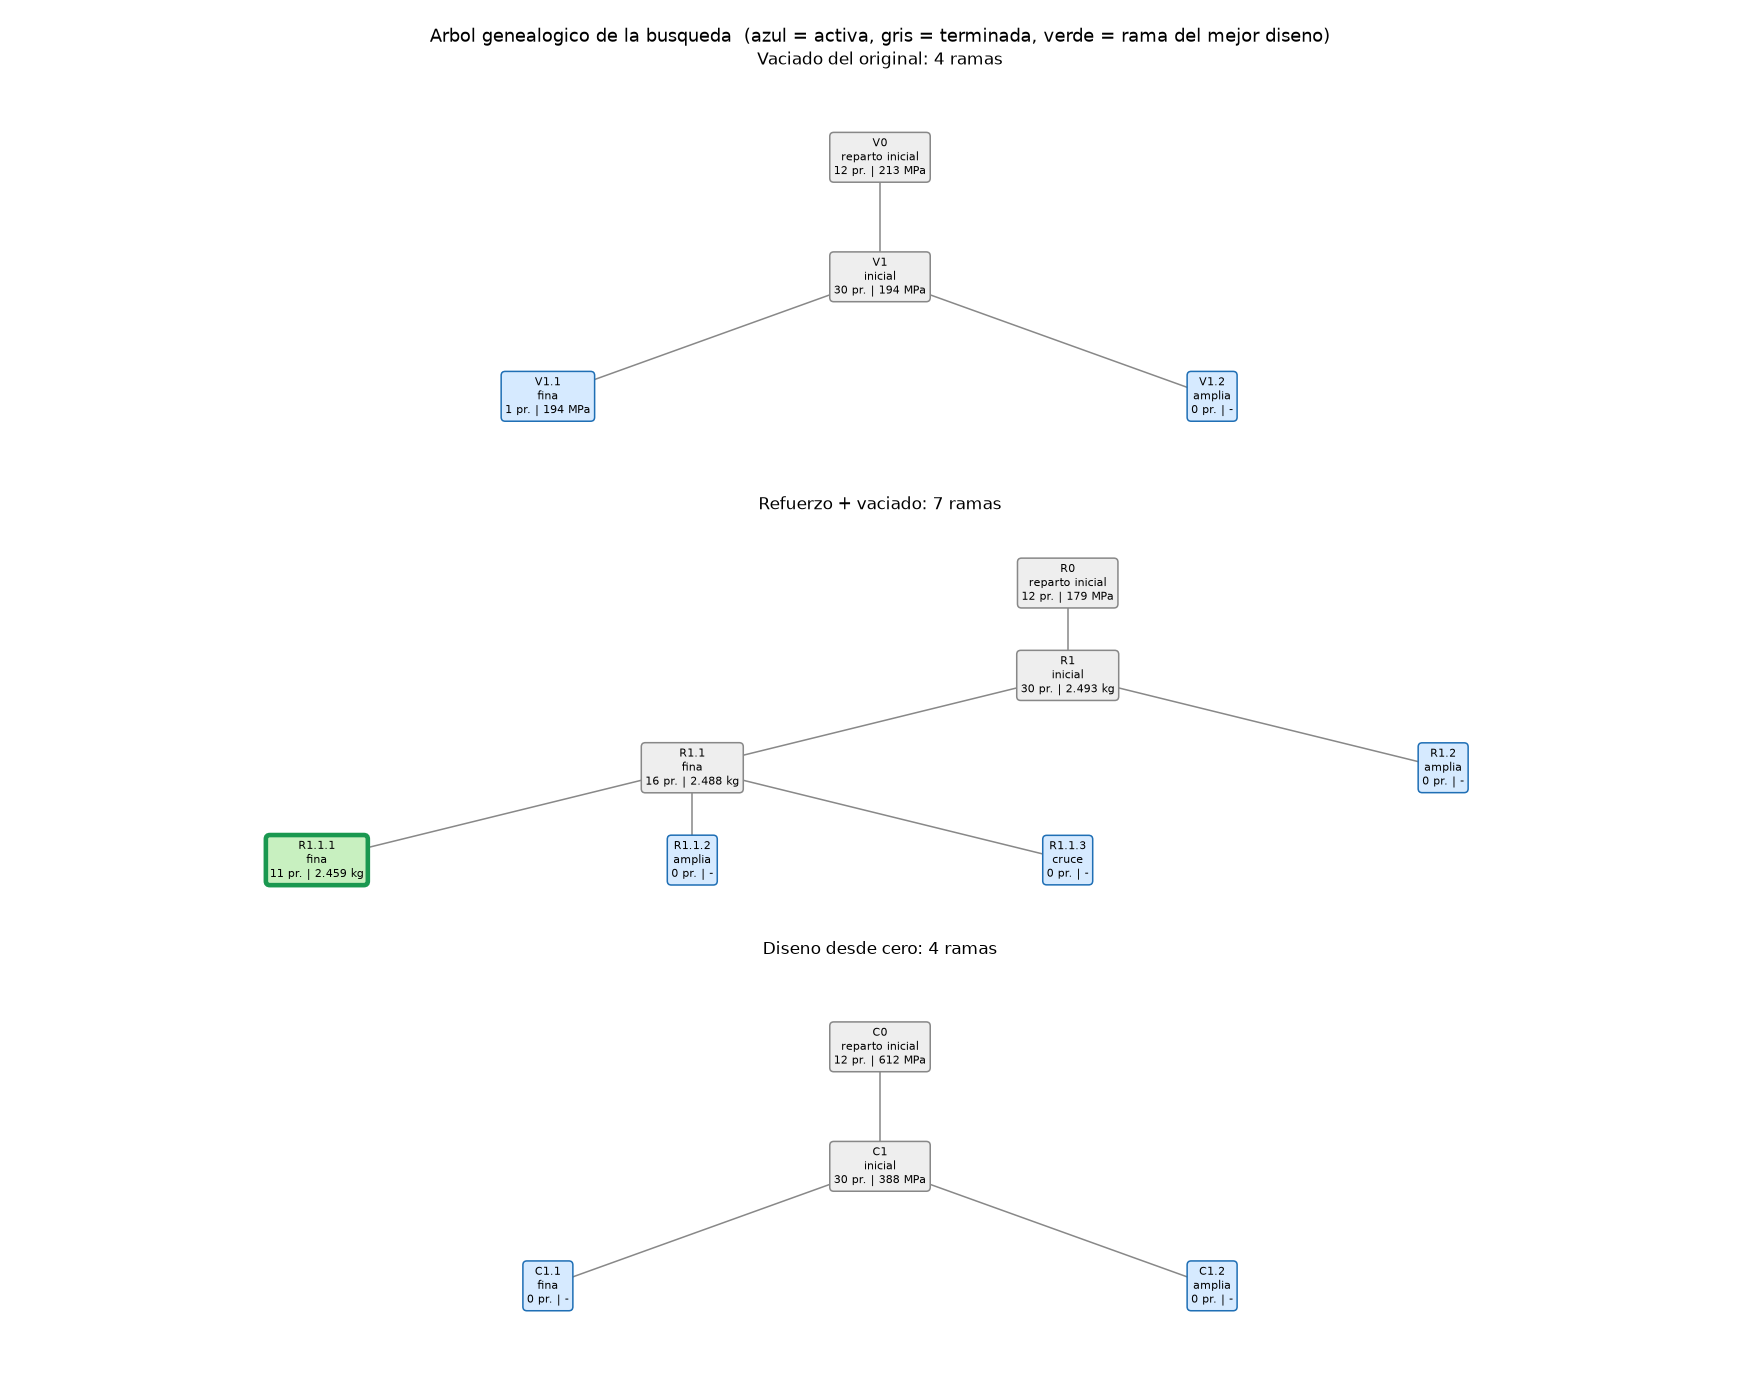 Arbol genealogico de la busqueda  (azul = activa, gris = terminada, verde = rama del mejor diseno)
Vaciado del original: 4 ramas
V0
reparto inicial
12 pr. | 213 MPa
V1
inicial
30 pr. | 194 MPa
V1.1
fina
1 pr. | 194 MPa
V1.2
amplia
0 pr. | -
Refuerzo + vaciado: 7 ramas
R0
reparto inicial
12 pr. | 179 MPa
R1
inicial
30 pr. | 2.493 kg
R1.1
fina
16 pr. | 2.488 kg
R1.2
amplia
0 pr. | -
R1.1.1
fina
11 pr. | 2.459 kg
R1.1.2
amplia
0 pr. | -
R1.1.3
cruce
0 pr. | -
Diseno desde cero: 4 ramas
C0
reparto inicial
12 pr. | 612 MPa
C1
inicial
30 pr. | 388 MPa
C1.1
fina
0 pr. | -
C1.2
amplia
0 pr. | -